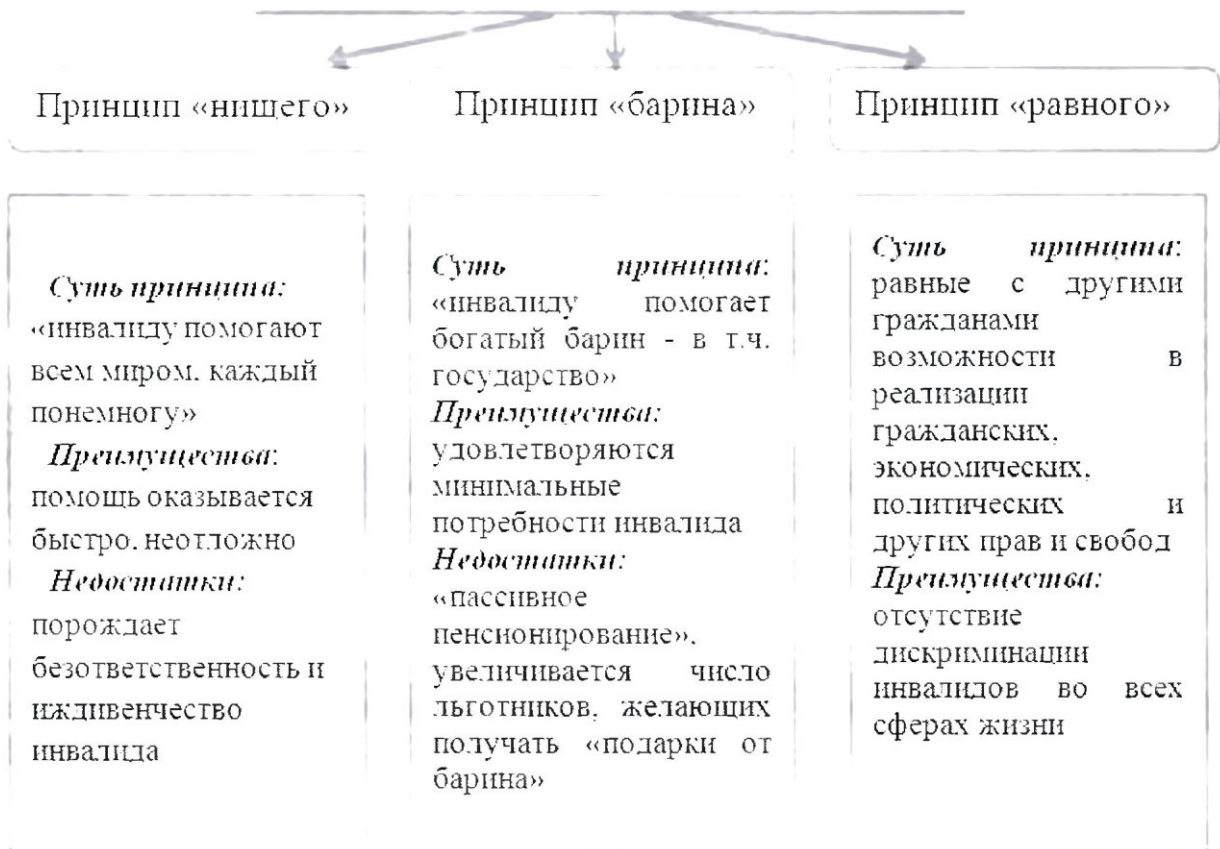 Принцип «нищего»
Принцип «барина»
Принцип «равного»
Суть принципа:
«инвалиду помогают
всем миром, каждый
понемногу»
Преимущества:
помощь оказывается
быстро, неотложно
Недостатки:
порождает
безответственность и
иждивенчество
инвалида
Суть принципа:
«инвалиду помогает
богатый барин - в т.ч.
государство»
Преимущества:
удовлетворяются
минимальные
потребности инвалида
Недостатки:
«пассивное
пенсионирование»,
увеличивается число
льготников, желающих
получать «подарки от
барина»
Суть принципа:
равные с другими
гражданами
возможности в
реализации
гражданских,
экономических,
политических и
других прав и свобод
Преимущества:
отсутствие
дискриминации
инвалидов во всех
сферах жизни